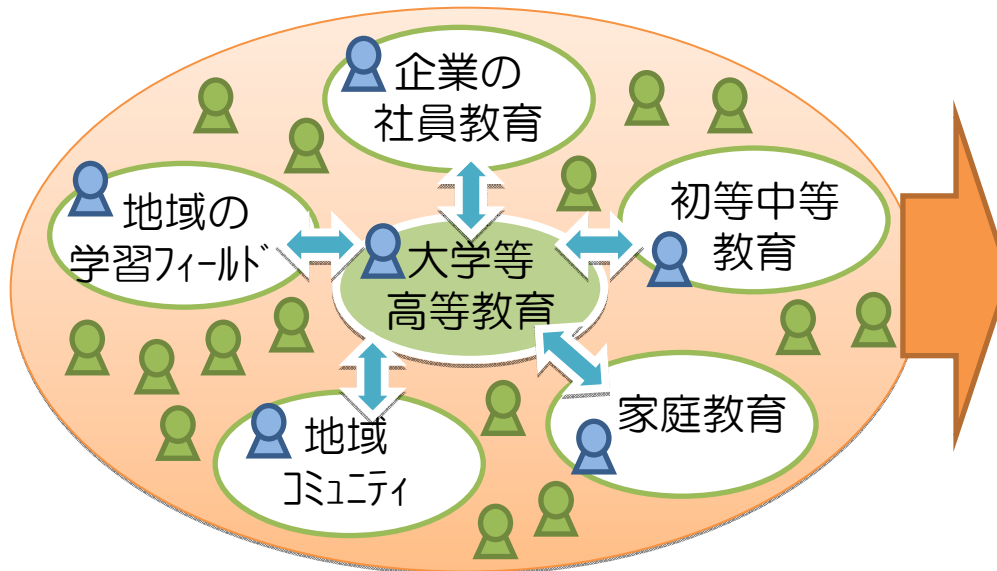 企業の
社員教育
地域の
学習フィールド
初等中等
教育
大学等
高等教育
家庭教育
地域
コミュニティ